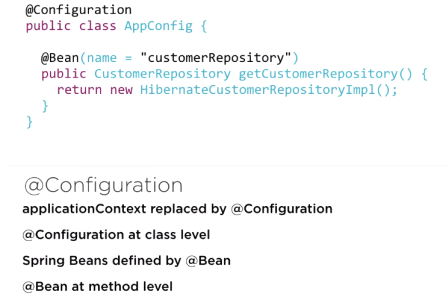 @Configuration
public class AppConfig {
@Bean(name = "customerRepository")
public CustomerRepository getCustomerRepository() {
return new HibernateCustomerRepositoryImpl();
}
}
@Configuration
applicationContext replaced by @Configuration
@Configuration at class level
Spring Beans defined by @Bean
@Bean at method level